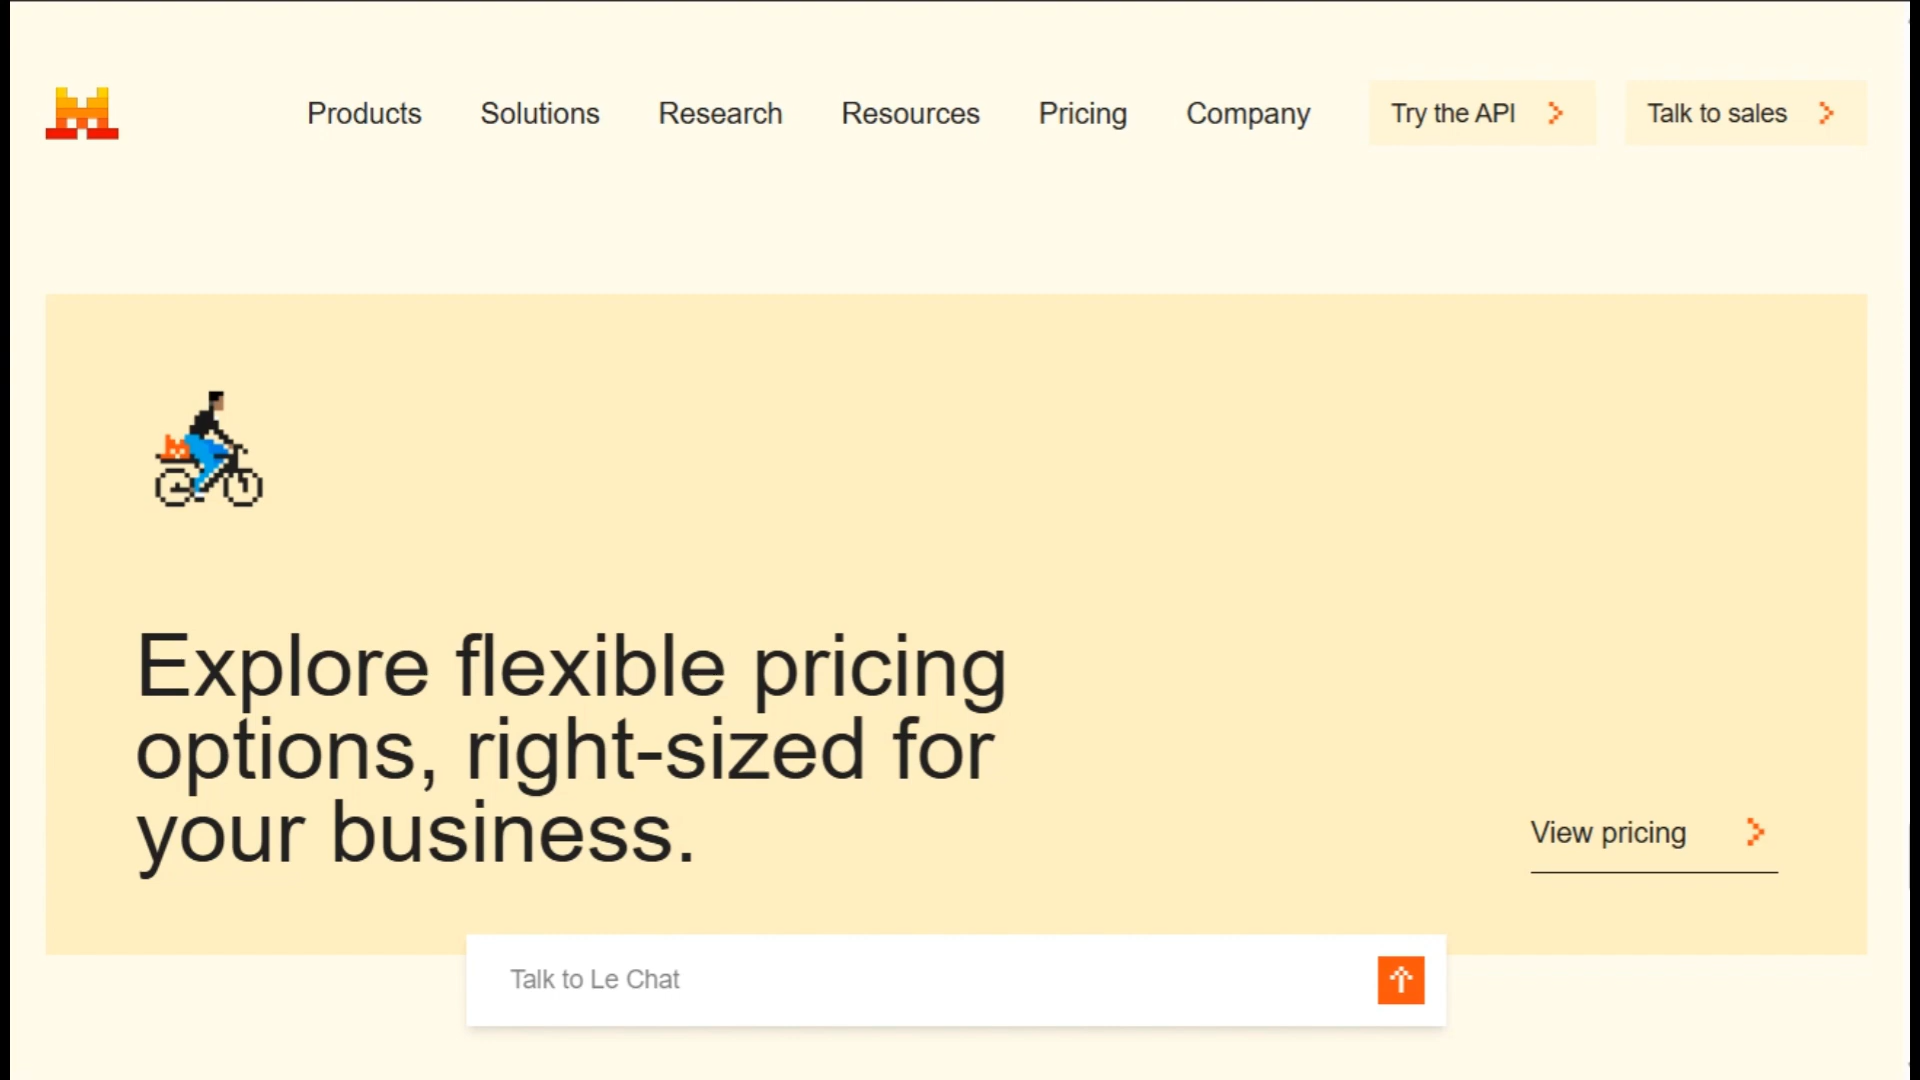 Products Solutions Research Resources Pricing Company Try the API Talk to sales
Explore flexible pricing
options, right-sized for
your business.
View pricing
Talk to Le Chat